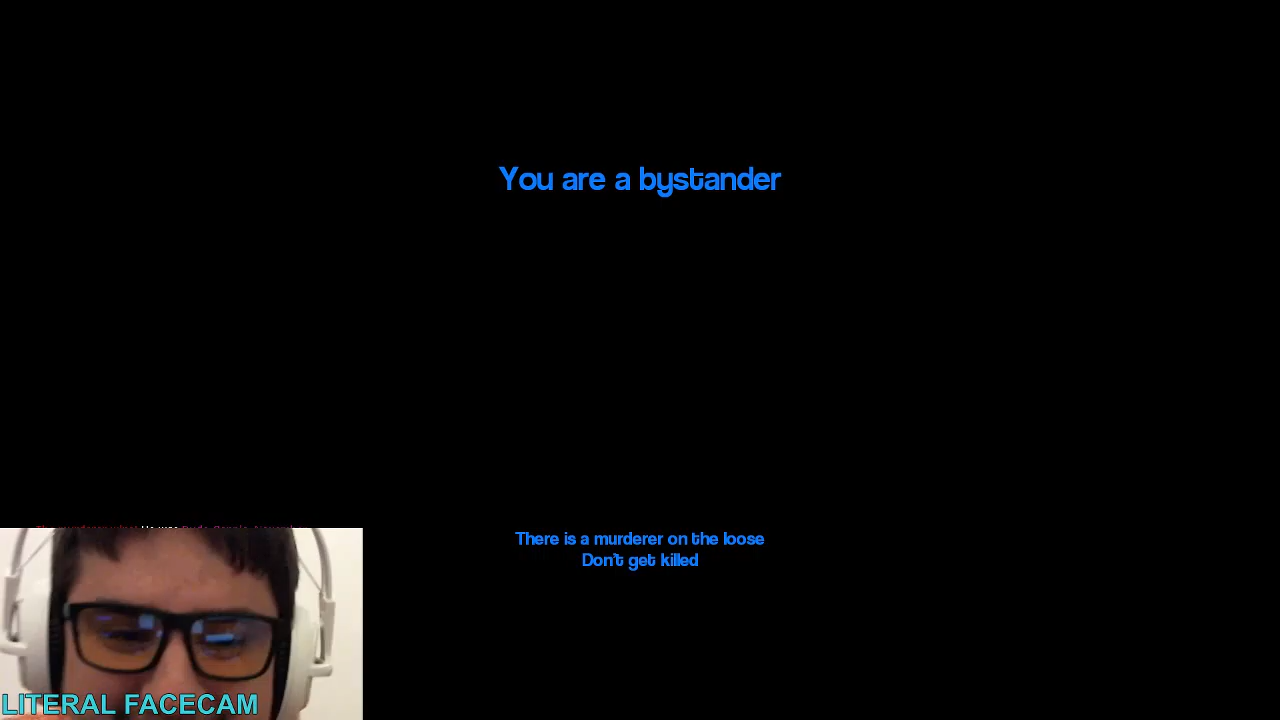 You are a bystander
There is a murderer on the loose
Don't get killed
LITERAL FACECAM